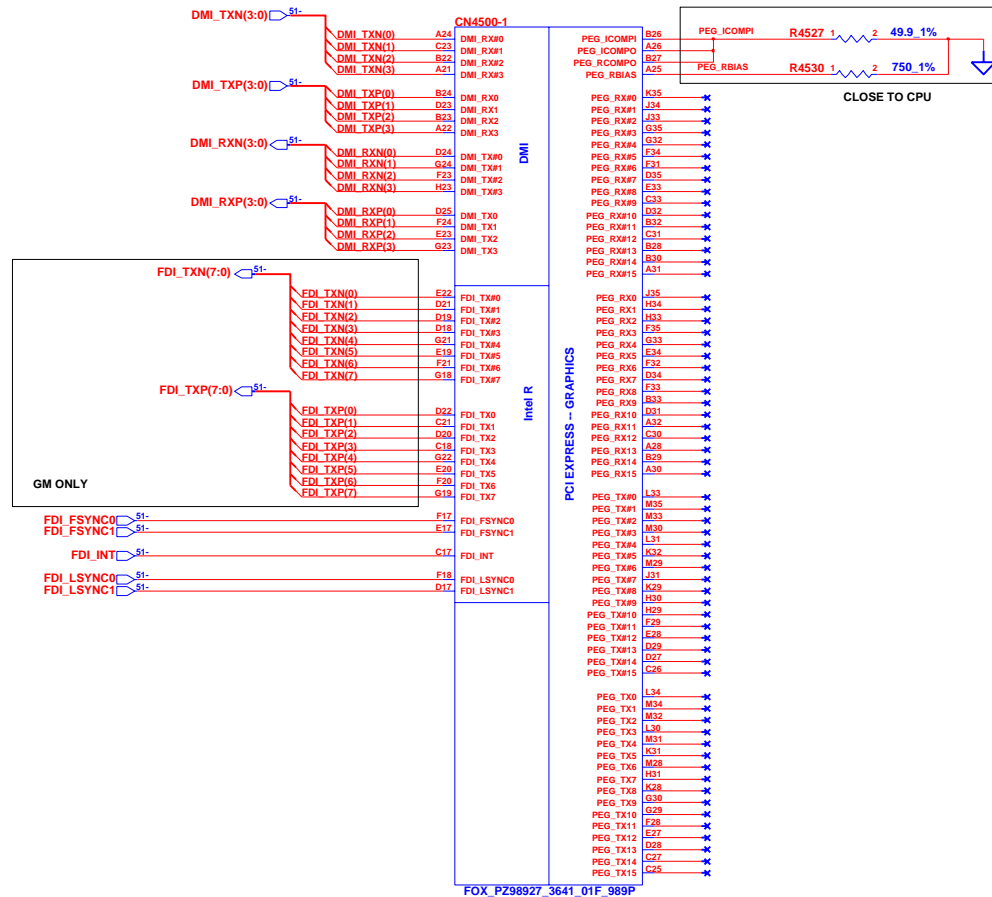 CN4500-1
DMI_TXN(3:0) 51-
DMI_TXN(0) A24 DMI_RX#0
DMI_TXN(1) C23 DMI_RX#1
DMI_TXN(2) B22 DMI_RX#2
DMI_TXN(3) A21 DMI_RX#3
DMI_TXP(3:0) 51-
DMI_TXP(0) B24 DMI_RX0
DMI_TXP(1) D23 DMI_RX1
DMI_TXP(2) B23 DMI_RX2
DMI_TXP(3) A22 DMI_RX3
DMI_RXN(3:0) 51-
DMI_RXN(0) D24 DMI_TX#0
DMI_RXN(1) G24 DMI_TX#1
DMI_RXN(2) F23 DMI_TX#2
DMI_RXN(3) H23 DMI_TX#3
DMI_RXP(3:0) 51-
DMI_RXP(0) D25 DMI_TX0
DMI_RXP(1) F24 DMI_TX1
DMI_RXP(2) E23 DMI_TX2
DMI_RXP(3) G23 DMI_TX3
DMI
FDI_TXN(7:0) 51-
FDI_TXN(0) E22 FDI_TX#0
FDI_TXN(1) D21 FDI_TX#1
FDI_TXN(2) D19 FDI_TX#2
FDI_TXN(3) D18 FDI_TX#3
FDI_TXN(4) G21 FDI_TX#4
FDI_TXN(5) E19 FDI_TX#5
FDI_TXN(6) F21 FDI_TX#6
FDI_TXN(7) G18 FDI_TX#7
FDI_TXP(7:0) 51-
FDI_TXP(0) D22 FDI_TX0
FDI_TXP(1) C21 FDI_TX1
FDI_TXP(2) D20 FDI_TX2
FDI_TXP(3) C18 FDI_TX3
FDI_TXP(4) G22 FDI_TX4
FDI_TXP(5) E20 FDI_TX5
FDI_TXP(6) F20 FDI_TX6
FDI_TXP(7) G19 FDI_TX7
GM ONLY
Intel R
FDI_FSYNC0 51- F17 FDI_FSYNC0
FDI_FSYNC1 51- E17 FDI_FSYNC1
FDI_INT 51- C17 FDI_INT
FDI_LSYNC0 51- F18 FDI_LSYNC0
FDI_LSYNC1 51- D17 FDI_LSYNC1
PCI EXPRESS -- GRAPHICS
PEG_ICOMPI B26 PEG_ICOMPI R4527 1 2 49.9_1%
PEG_ICOMPO A26
PEG_RCOMPO B27
PEG_RBIAS A25 PEG_RBIAS R4530 1 2 750_1%
CLOSE TO CPU
PEG_RX#0 K35
PEG_RX#1 J34
PEG_RX#2 J33
PEG_RX#3 G35
PEG_RX#4 G32
PEG_RX#5 F34
PEG_RX#6 F31
PEG_RX#7 D35
PEG_RX#8 E33
PEG_RX#9 C33
PEG_RX#10 D32
PEG_RX#11 B32
PEG_RX#12 C31
PEG_RX#13 B28
PEG_RX#14 B30
PEG_RX#15 A31
PEG_RX0 J35
PEG_RX1 H34
PEG_RX2 H33
PEG_RX3 F35
PEG_RX4 G33
PEG_RX5 E34
PEG_RX6 F32
PEG_RX7 D34
PEG_RX8 F33
PEG_RX9 B33
PEG_RX10 D31
PEG_RX11 A32
PEG_RX12 C30
PEG_RX13 A28
PEG_RX14 B29
PEG_RX15 A30
PEG_TX#0 L33
PEG_TX#1 M35
PEG_TX#2 M33
PEG_TX#3 M30
PEG_TX#4 L31
PEG_TX#5 K32
PEG_TX#6 M29
PEG_TX#7 J31
PEG_TX#8 K29
PEG_TX#9 H30
PEG_TX#10 H29
PEG_TX#11 F29
PEG_TX#12 E28
PEG_TX#13 D29
PEG_TX#14 D27
PEG_TX#15 C26
PEG_TX0 L34
PEG_TX1 M34
PEG_TX2 M32
PEG_TX3 L30
PEG_TX4 M31
PEG_TX5 K31
PEG_TX6 M28
PEG_TX7 H31
PEG_TX8 K28
PEG_TX9 G30
PEG_TX10 G29
PEG_TX11 F28
PEG_TX12 E27
PEG_TX13 D28
PEG_TX14 C27
PEG_TX15 C25
FOX_PZ98927_3641_01F_989P